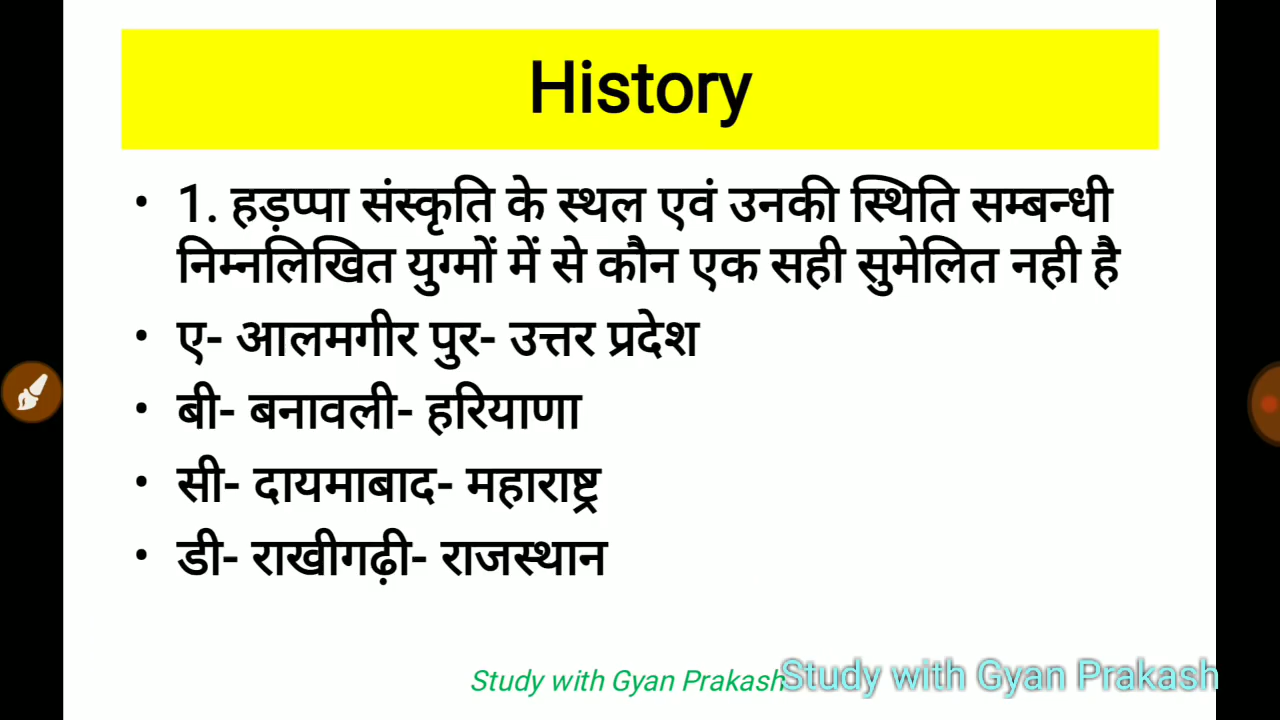 History
• 1. हड़प्पा संस्कृति के स्थल एवं उनकी स्थिति सम्बन्धी
निम्नलिखित युग्मों में से कौन एक सही सुमेलित नही है
• ए- आलमगीर पुर- उत्तर प्रदेश
• बी- बनावली- हरियाणा
• सी- दायमाबाद- महाराष्ट्र
• डी- राखीगढ़ी- राजस्थान
Study with Gyan Prakash Study with Gyan Prakash